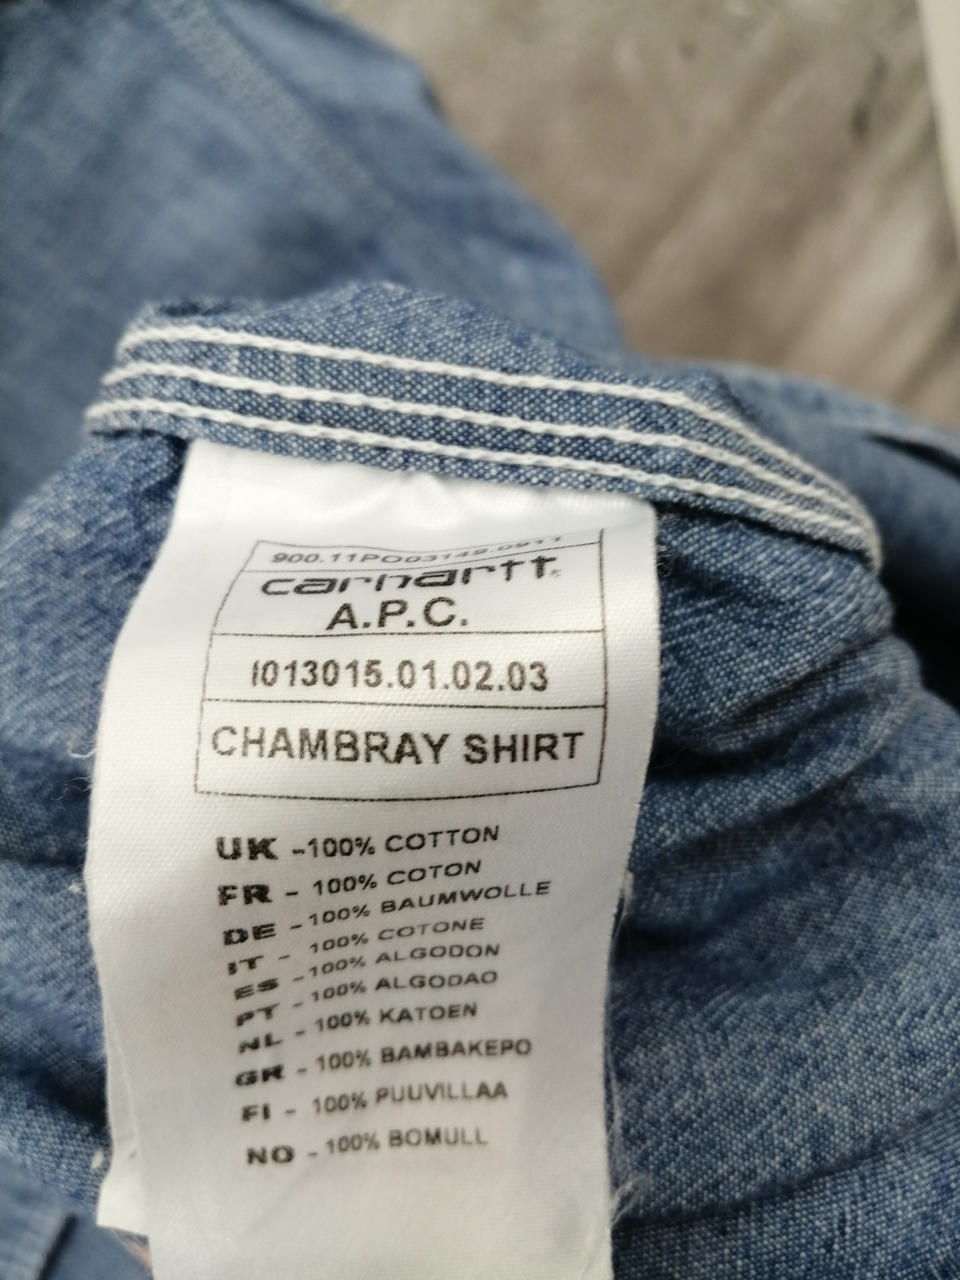 900.11PO03149.0911
carhartt®
A.P.C.
I013015.01.02.03
CHAMBRAY SHIRT
UK -100% COTTON
FR - 100% COTON
DE - 100% BAUMWOLLE
IT - 100% COTONE
ES - 100% ALGODON
PT - 100% ALGODAO
NL - 100% KATOEN
GR - 100% BAMBAKEPO
FI - 100% PUUVILLAA
NO - 100% BOMULL